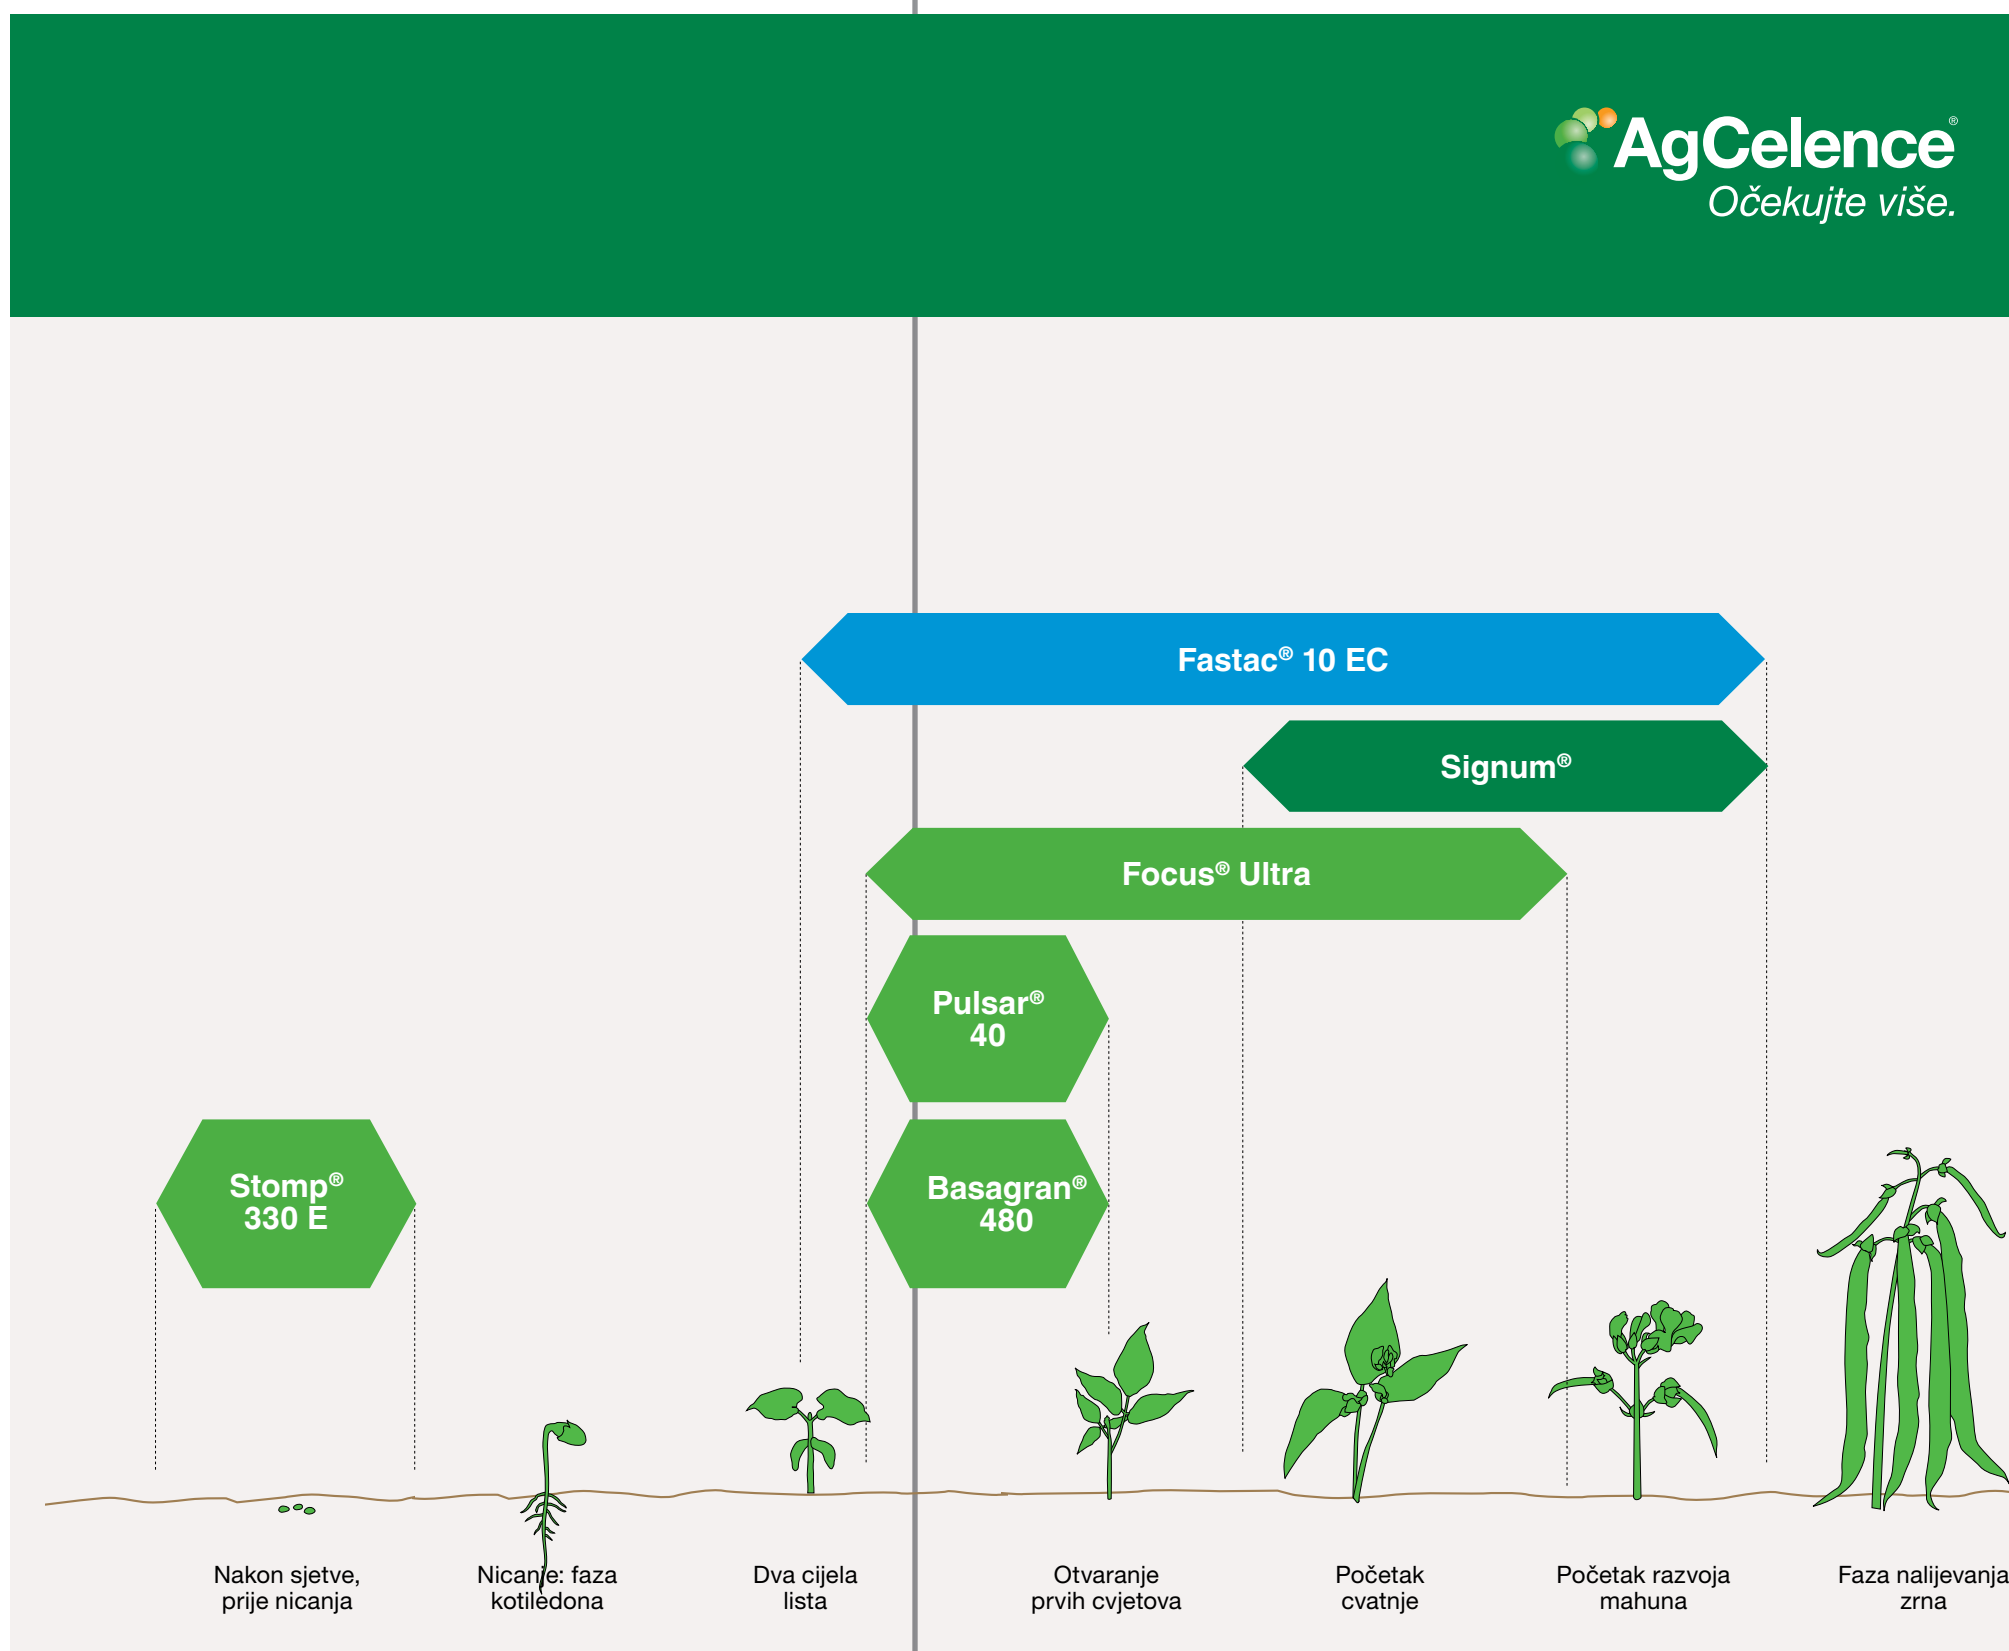 AgCelence®
Očekujte više.
Fastac® 10 EC
Signum®
Focus® Ultra
Pulsar®
40
Stomp®
330 E
Basagran®
480
Nakon sjetve,
prije nicanja
Nicanje: faza
kotiledona
Dva cijela
lista
Otvaranje
prvih cvjetova
Početak
cvatnje
Početak razvoja
mahuna
Faza nalijevanja
zrna